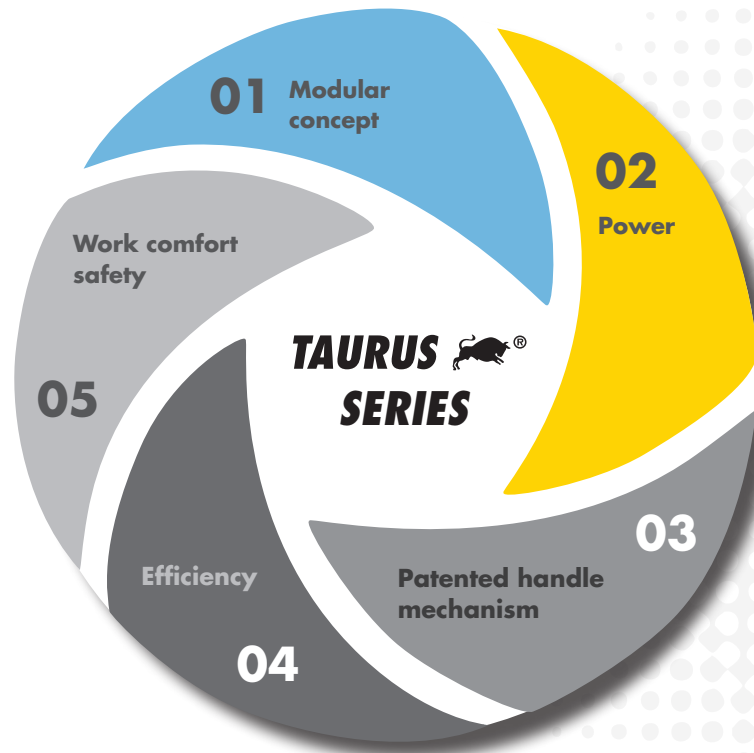 01
Modular
concept
02
Power
03
Patented handle
mechanism
04
Efficiency
05
Work comfort
safety
TAURUS ®
SERIES